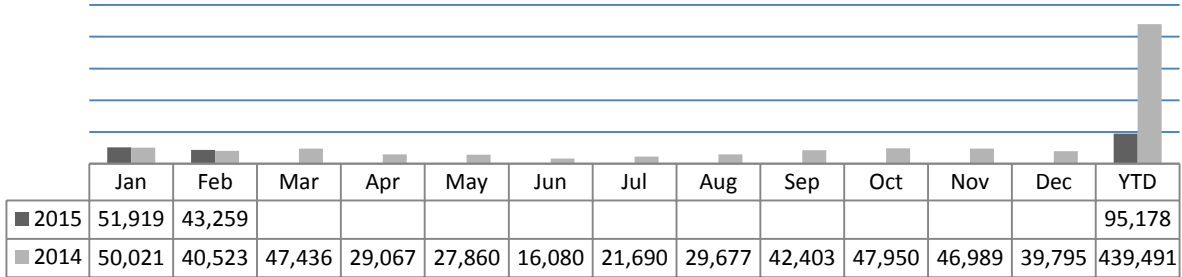 Jan Feb Mar Apr May Jun Jul Aug Sep Oct Nov Dec YTD
2015 51,919 43,259 95,178
2014 50,021 40,523 47,436 29,067 27,860 16,080 21,690 29,677 42,403 47,950 46,989 39,795 439,491